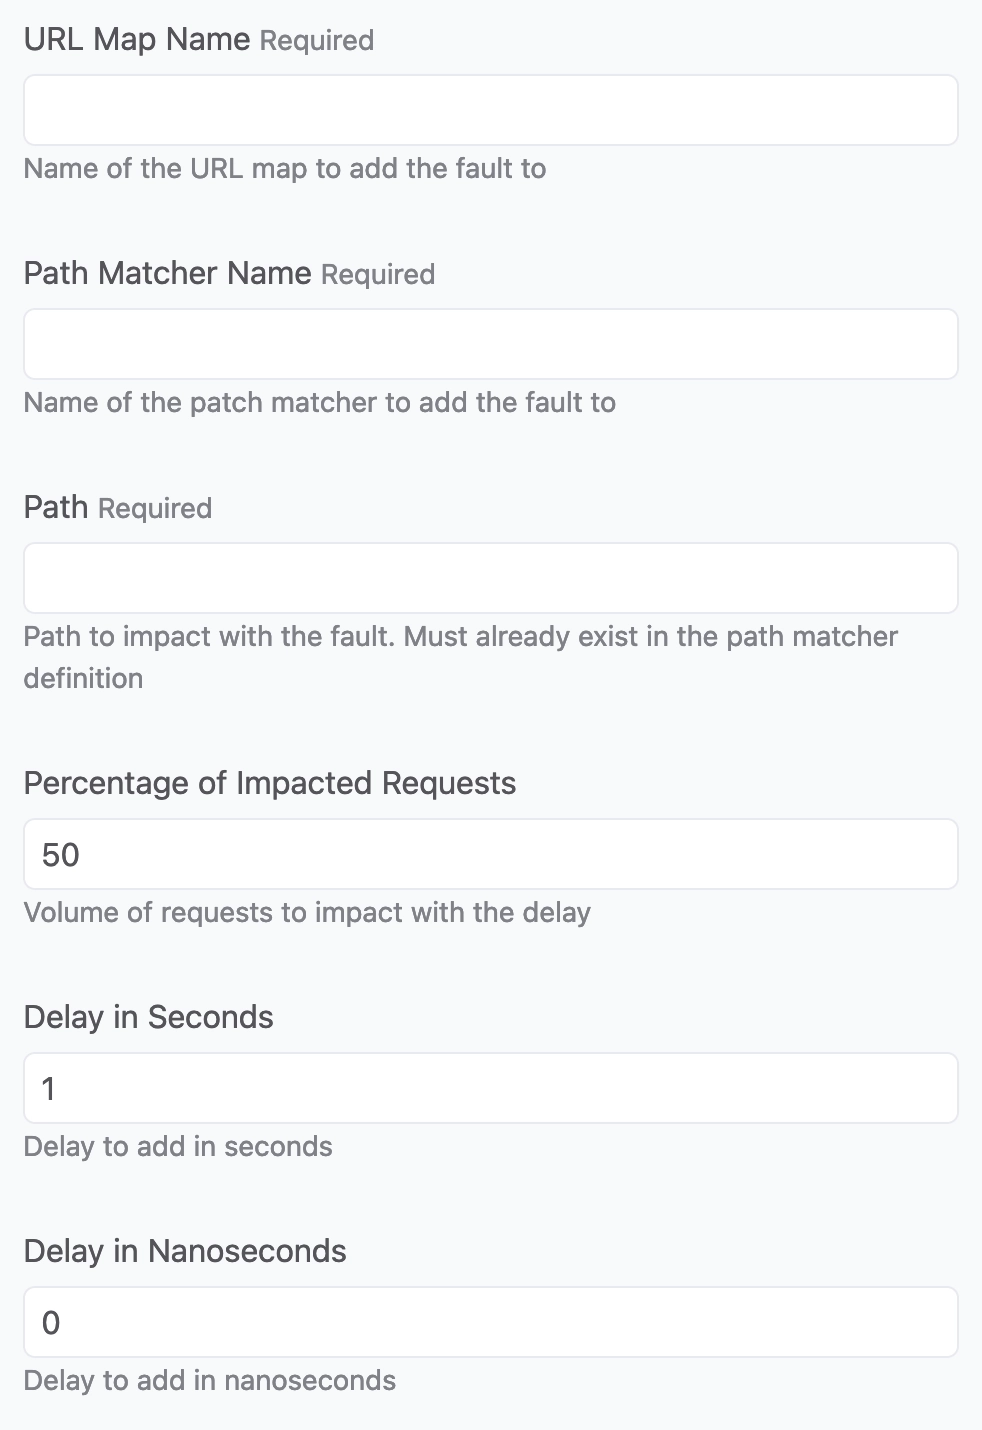 URL Map Name Required
Name of the URL map to add the fault to
Path Matcher Name Required
Name of the patch matcher to add the fault to
Path Required
Path to impact with the fault. Must already exist in the path matcher
definition
Percentage of Impacted Requests
50
Volume of requests to impact with the delay
Delay in Seconds
1
Delay to add in seconds
Delay in Nanoseconds
0
Delay to add in nanoseconds